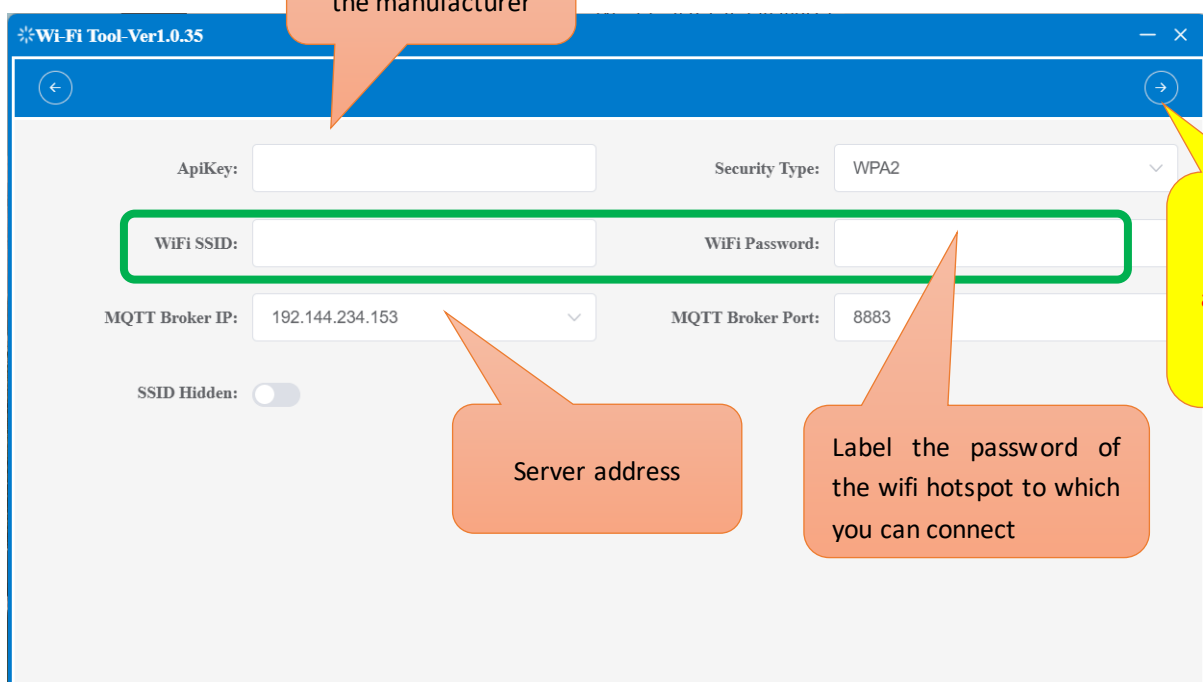 the manufacturer
Wi-Fi Tool-Ver1.0.35
ApiKey:
Security Type: WPA2
WiFi SSID:
WiFi Password:
MQTT Broker IP: 192.144.234.153
MQTT Broker Port: 8883
SSID Hidden:
Server address
Label the password of
the wifi hotspot to which
you can connect